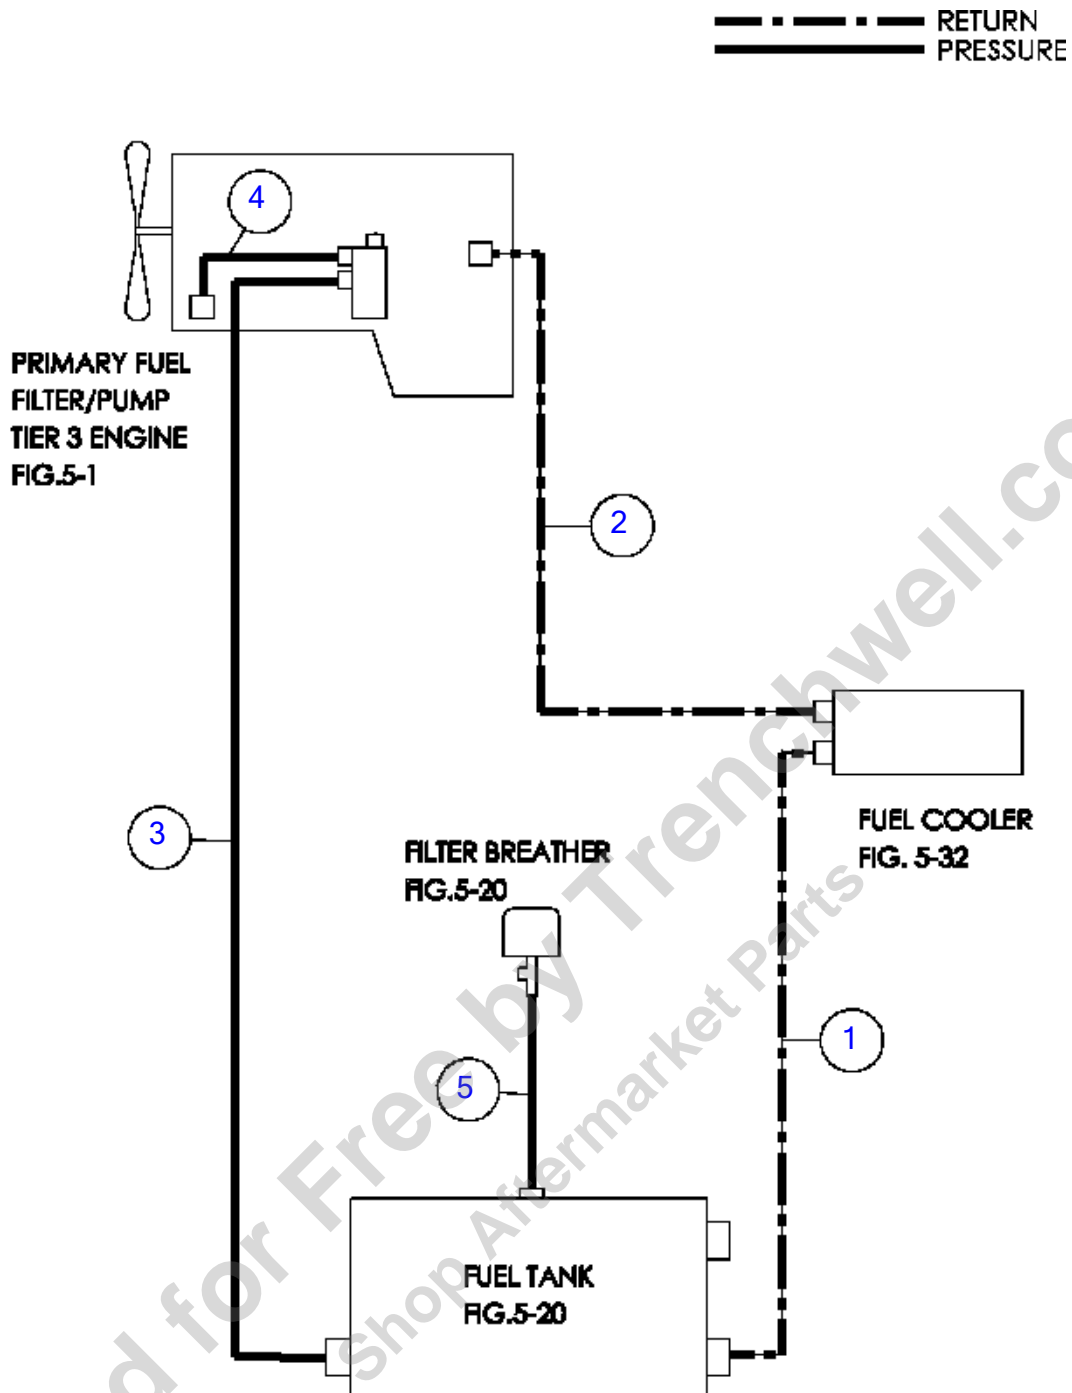 RETURN
PRESSURE
4
PRIMARY FUEL
FILTER/PUMP
TIER 3 ENGINE
FIG.5-1
2
3
FUEL COOLER
FIG. 5-32
FILTER BREATHER
FIG.5-20
1
5
FUEL TANK
FIG.5-20
d for Free by Trenchwell.co
Shop Aftermarket Parts